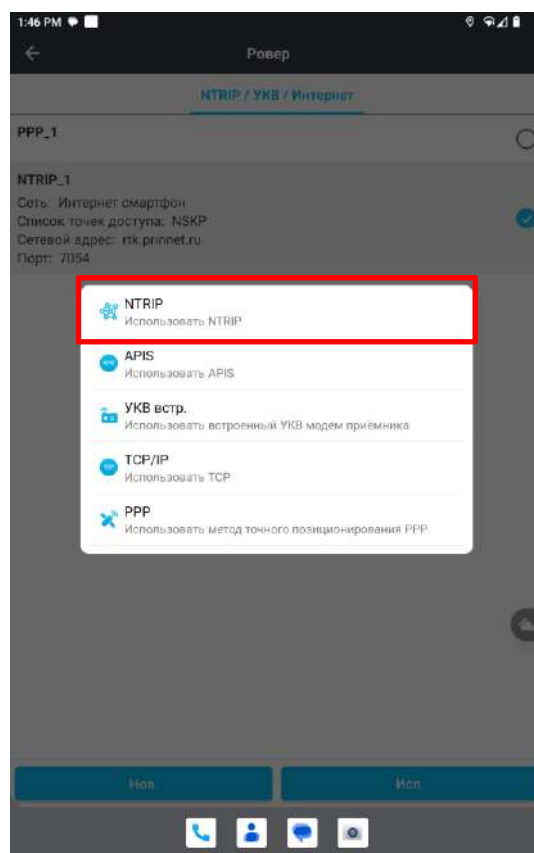 1:46 PM
Ровер
NTRIP / УКВ / Интернет
PPP_1
NTRIP_1
Сеть: Интернет смартфон
Список точек доступа: NSKP
Сетевой адрес: rtk.prinnet.ru
Порт: 7054
NTRIP
Использовать NTRIP
APIS
Использовать APIS
УКВ встр.
Использовать встроенный УКВ модем приёмника
TCP/IP
Использовать TCP
PPP
Использовать метод точного позиционирования PPP
Нов
Исп